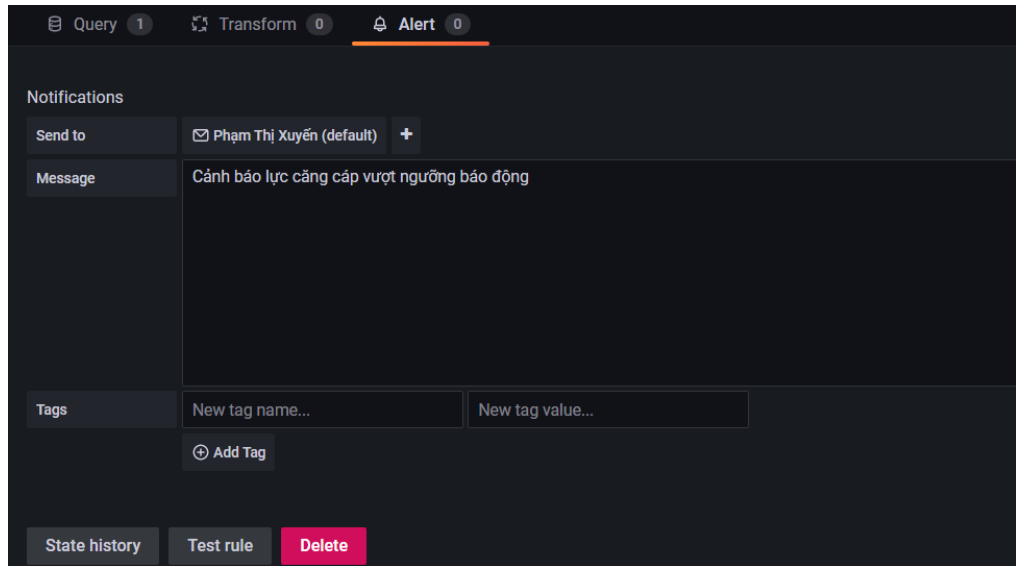 Query 1 Transform 0 Alert 0
Notifications
Send to Phạm Thị Xuyến (default) +
Message Cảnh báo lực căng cáp vượt ngưỡng báo động
Tags New tag name... New tag value...
Add Tag
State history Test rule Delete